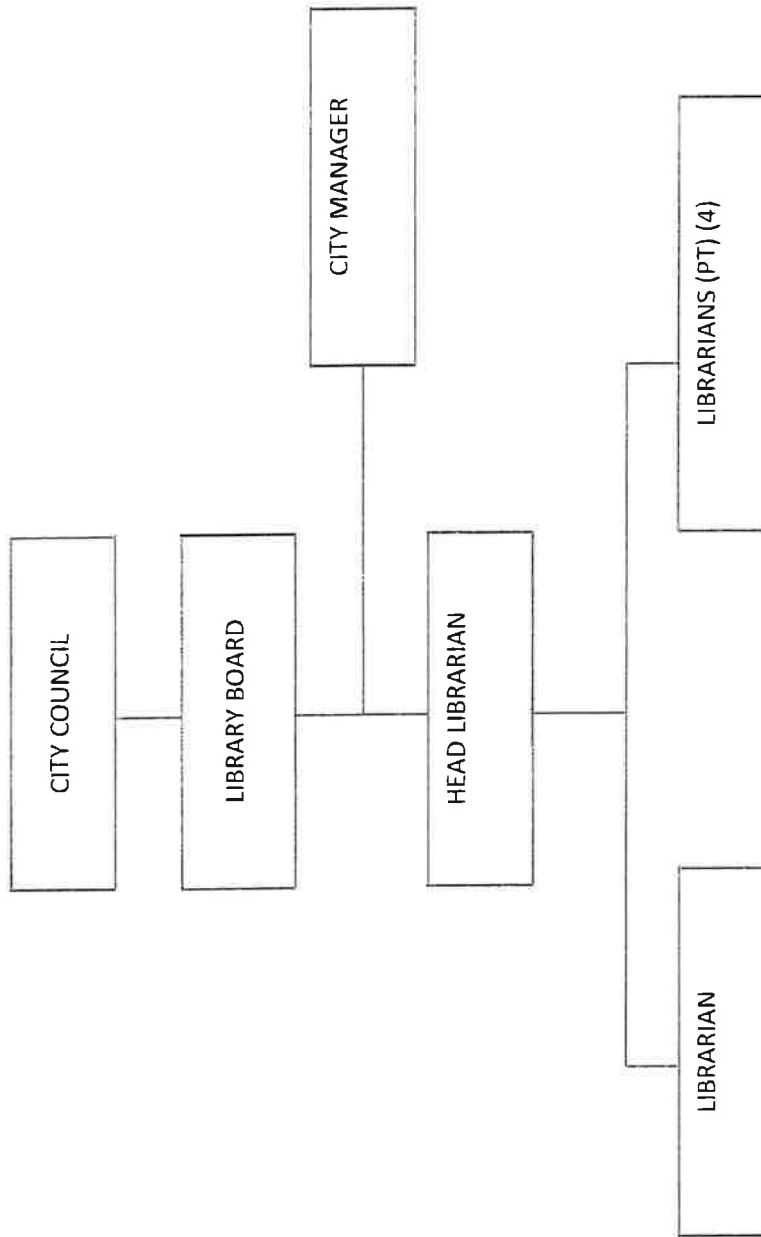 CITY COUNCIL
LIBRARY BOARD
CITY MANAGER
HEAD LIBRARIAN
LIBRARIAN
LIBRARIANS (PT) (4)